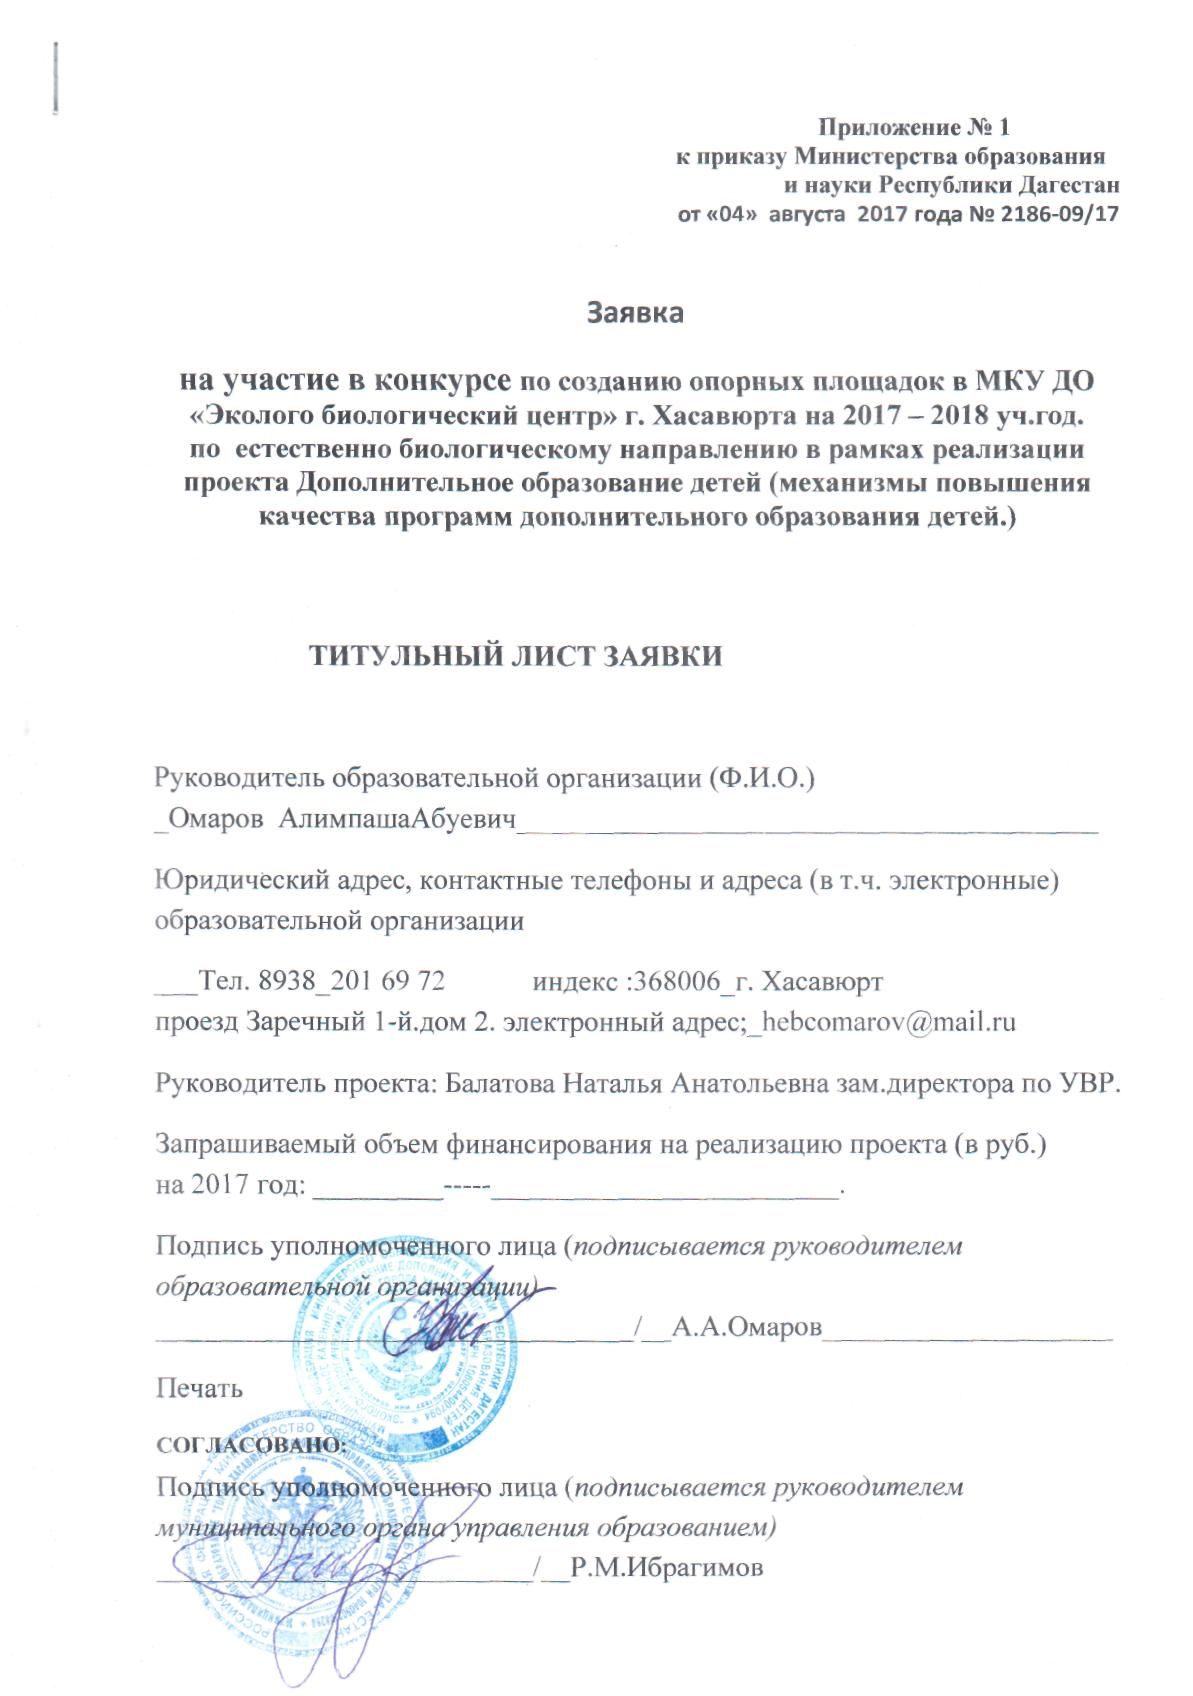 Приложение № 1
к приказу Министерства образования
и науки Республики Дагестан
от «04» августа 2017 года № 2186-09/17
Заявка
на участие в конкурсе по созданию опорных площадок в МКУ ДО
«Эколого биологический центр» г. Хасавюрта на 2017 – 2018 уч.год.
по естественно биологическому направлению в рамках реализации
проекта Дополнительное образование детей (механизмы повышения
качества программ дополнительного образования детей.)
ТИТУЛЬНЫЙ ЛИСТ ЗАЯВКИ
Руководитель образовательной организации (Ф.И.О.)
_Омаров АлимпашаАбуевич________________________________________
Юридический адрес, контактные телефоны и адреса (в т.ч. электронные)
образовательной организации
___Тел. 8938_201 69 72 индекс :368006_г. Хасавюрт
проезд Заречный 1-й.дом 2. электронный адрес;_hebcomarov@mail.ru
Руководитель проекта: Балатова Наталья Анатольевна зам.директора по УВР.
Запрашиваемый объем финансирования на реализацию проекта (в руб.)
на 2017 год: _________-----________________________.
Подпись уполномоченного лица (подписывается руководителем
образовательной организации)
_________________________________/__А.А.Омаров____________________
Печать
СОГЛАСОВАНО:
Подпись уполномоченного лица (подписывается руководителем
муниципального органа управления образованием)
__________________________/__Р.М.Ибрагимов